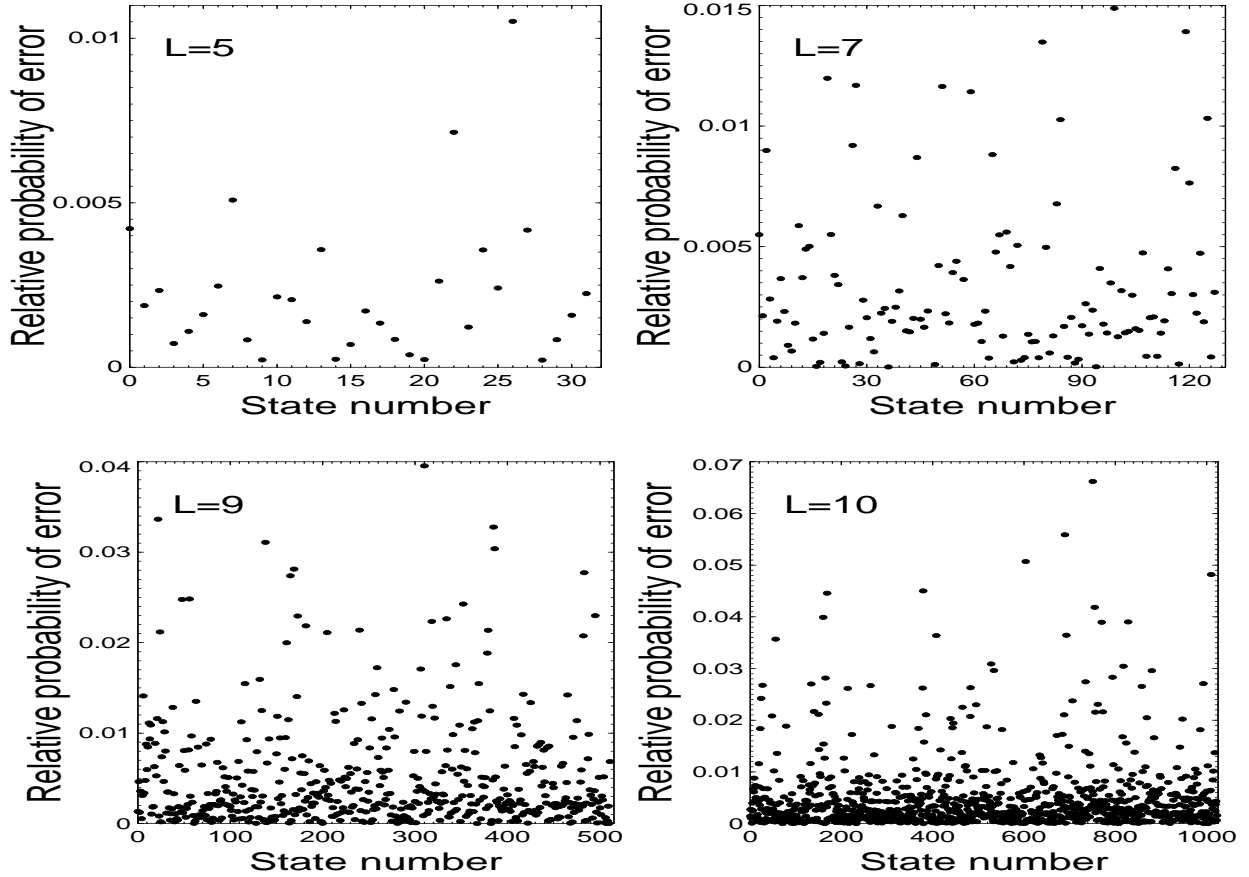 Relative probability of error
L=5
0.01
0.005
0
0 5 10 15 20 25 30
State number
Relative probability of error
L=7
0.015
0.01
0.005
0
0 30 60 90 120
State number
Relative probability of error
L=9
0.04
0.03
0.02
0.01
0
0 100 200 300 400 500
State number
Relative probability of error
L=10
0.07
0.06
0.05
0.04
0.03
0.02
0.01
0
0 200 400 600 800 1000
State number